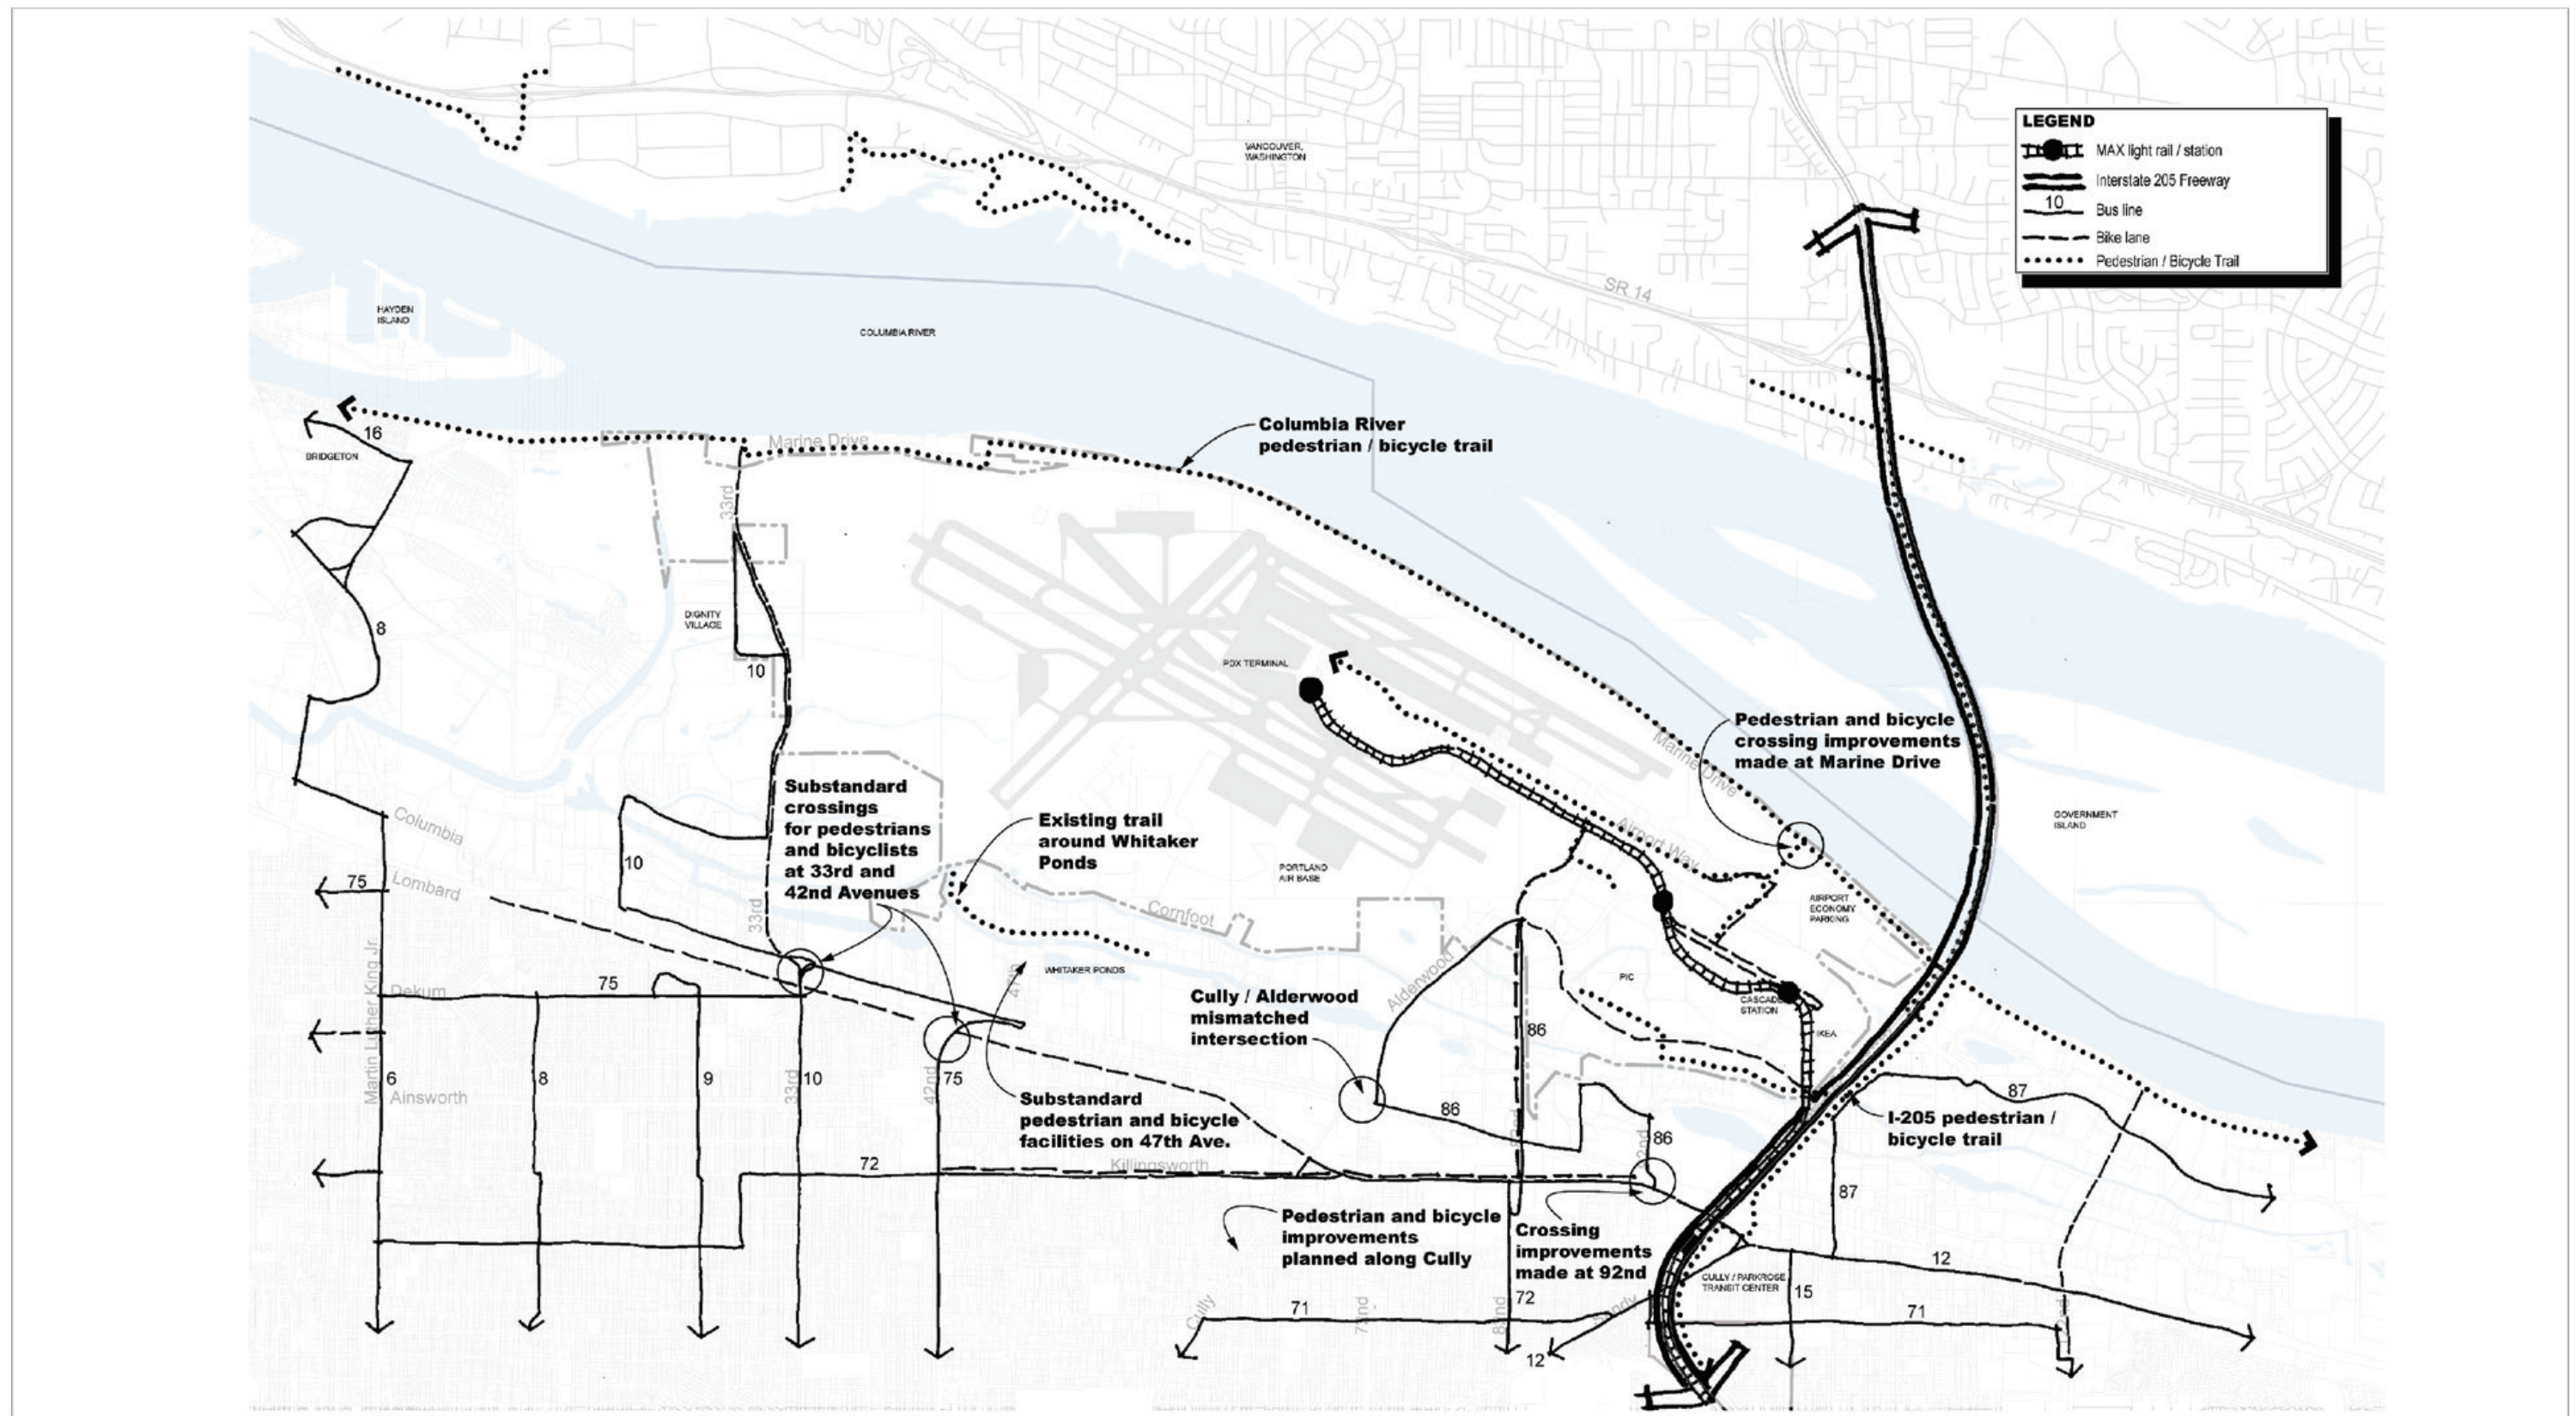 VANCOUVER,
WASHINGTON
LEGEND
MAX light rail / station
Interstate 205 Freeway
10
Bus line
Bike lane
Pedestrian / Bicycle Trail
SR 14
HAYDEN
ISLAND
COLUMBIA RIVER
Columbia River
pedestrian / bicycle trail
16
BRIDGETON
Marine Drive
33rd
DIGNITY
VILLAGE
8
10
PDX TERMINAL
Marine Drive
Pedestrian and bicycle
crossing improvements
made at Marine Drive
GOVERNMENT
ISLAND
Substandard
crossings
for pedestrians
and bicyclists
at 33rd and
42nd Avenues
Existing trail
around Whitaker
Ponds
Columbia
Lombard
75
10
33rd
PORTLAND
AIR BASE
Airport Way
AIRPORT
ECONOMY
PARKING
Cornfoot
Alderwood
WHITAKER PONDS
47th
PIC
CASCADE
STATION
IKEA
Martin Luther King Jr.
Dekum
75
Cully / Alderwood
mismatched
intersection
86
6
8
9
33rd
10
42nd
75
Ainsworth
Substandard
pedestrian and bicycle
facilities on 47th Ave.
86
86
87
I-205 pedestrian /
bicycle trail
72
Killingsworth
87
Pedestrian and bicycle
improvements
planned along Cully
Crossing
improvements
made at 92nd
CULLY / PARKROSE
TRANSIT CENTER
12
15
Cully
71
72nd
82nd
72
71
12